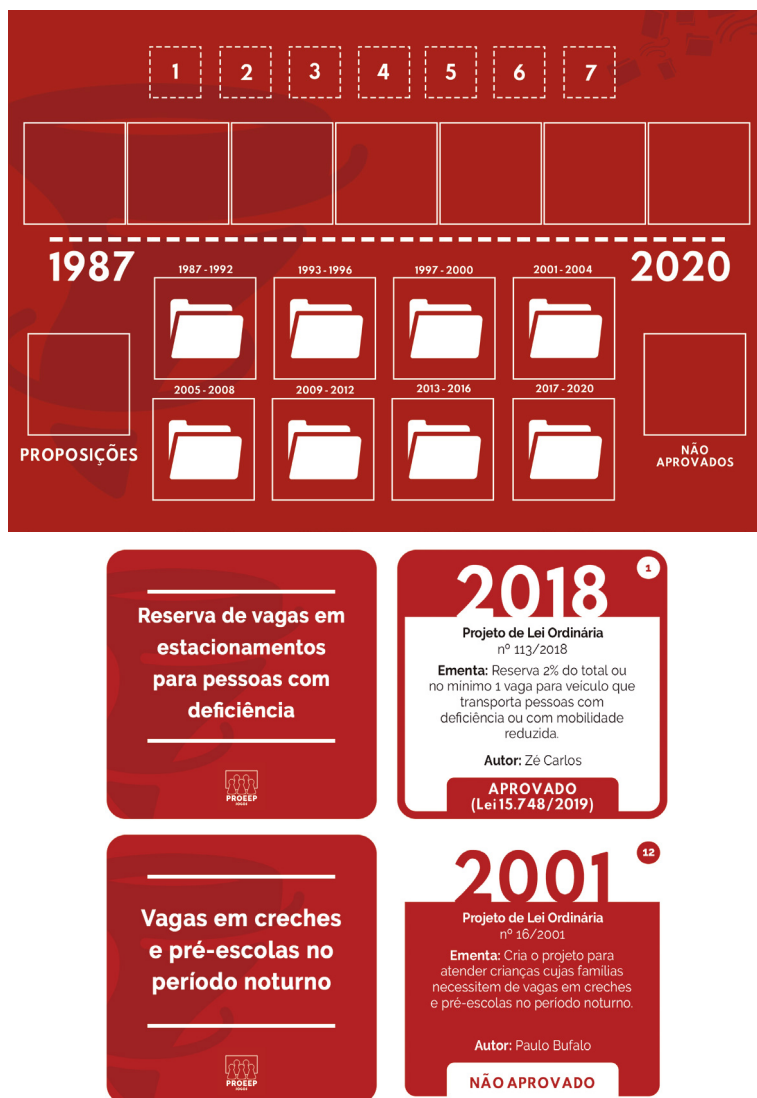 1 2 3 4 5 6 7
1987
2020
1987 - 1992
1993 - 1996
1997 - 2000
2001 - 2004
2005 - 2008
2009 - 2012
2013 - 2016
2017 - 2020
PROPOSIÇÕES
NÃO
APROVADOS
Reserva de vagas em
estacionamentos
para pessoas com
deficiência
PROEEP
JOGOS
2018
1
Projeto de Lei Ordinária
nº 113/2018
Ementa: Reserva 2% do total ou
no mínimo 1 vaga para veículo que
transporta pessoas com
deficiência ou com mobilidade
reduzida.
Autor: Zé Carlos
APROVADO
(Lei 15.748/2019)
Vagas em creches
e pré-escolas no
período noturno
PROEEP
JOGOS
2001
12
Projeto de Lei Ordinária
nº 16/2001
Ementa: Cria o projeto para
atender crianças cujas famílias
necessitem de vagas em creches
e pré-escolas no periodo noturno.
Autor: Paulo Bufalo
NÃO APROVADO